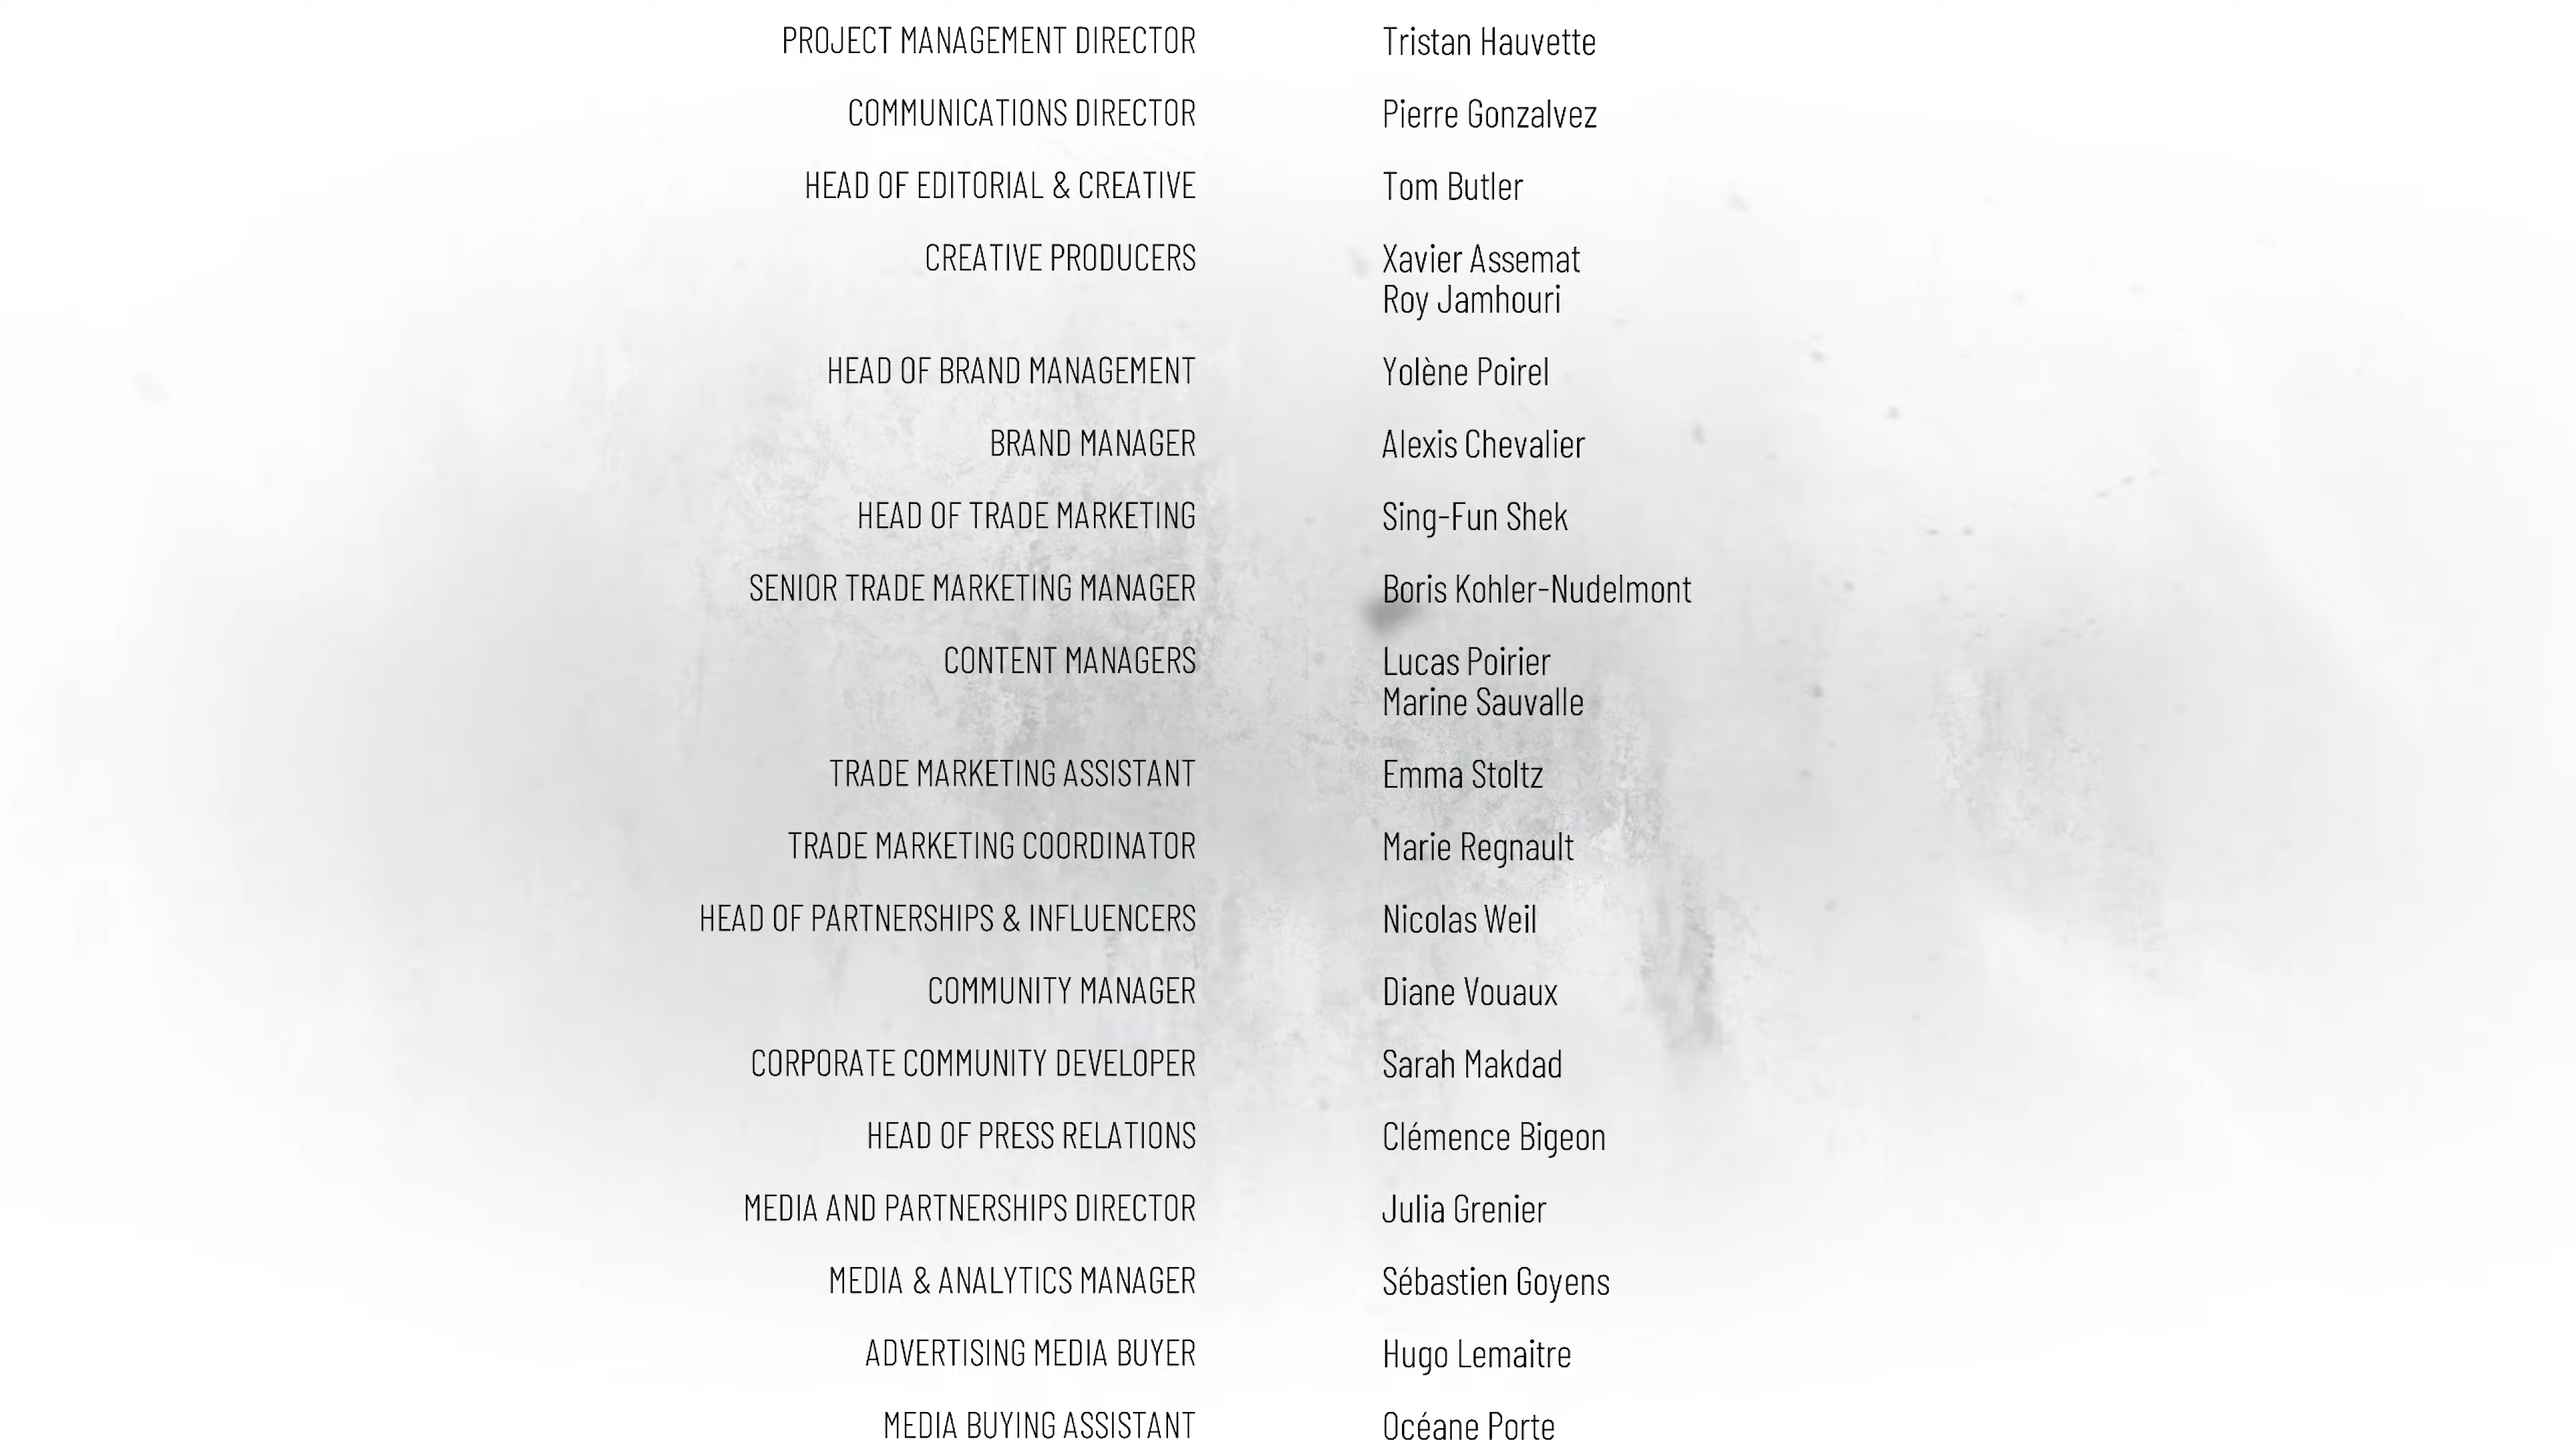 PROJECT MANAGEMENT DIRECTOR Tristan Hauvette
COMMUNICATIONS DIRECTOR Pierre Gonzalvez
HEAD OF EDITORIAL & CREATIVE Tom Butler
CREATIVE PRODUCERS Xavier Assemat
Roy Jamhouri
HEAD OF BRAND MANAGEMENT Yolène Poirel
BRAND MANAGER Alexis Chevalier
HEAD OF TRADE MARKETING Sing-Fun Shek
SENIOR TRADE MARKETING MANAGER Boris Kohler-Nudelmont
CONTENT MANAGERS Lucas Poirier
Marine Sauvalle
TRADE MARKETING ASSISTANT Emma Stoltz
TRADE MARKETING COORDINATOR Marie Regnault
HEAD OF PARTNERSHIPS & INFLUENCERS Nicolas Weil
COMMUNITY MANAGER Diane Vouaux
CORPORATE COMMUNITY DEVELOPER Sarah Makdad
HEAD OF PRESS RELATIONS Clémence Bigeon
MEDIA AND PARTNERSHIPS DIRECTOR Julia Grenier
MEDIA & ANALYTICS MANAGER Sébastien Goyens
ADVERTISING MEDIA BUYER Hugo Lemaitre
MEDIA BUYING ASSISTANT Océane Porte